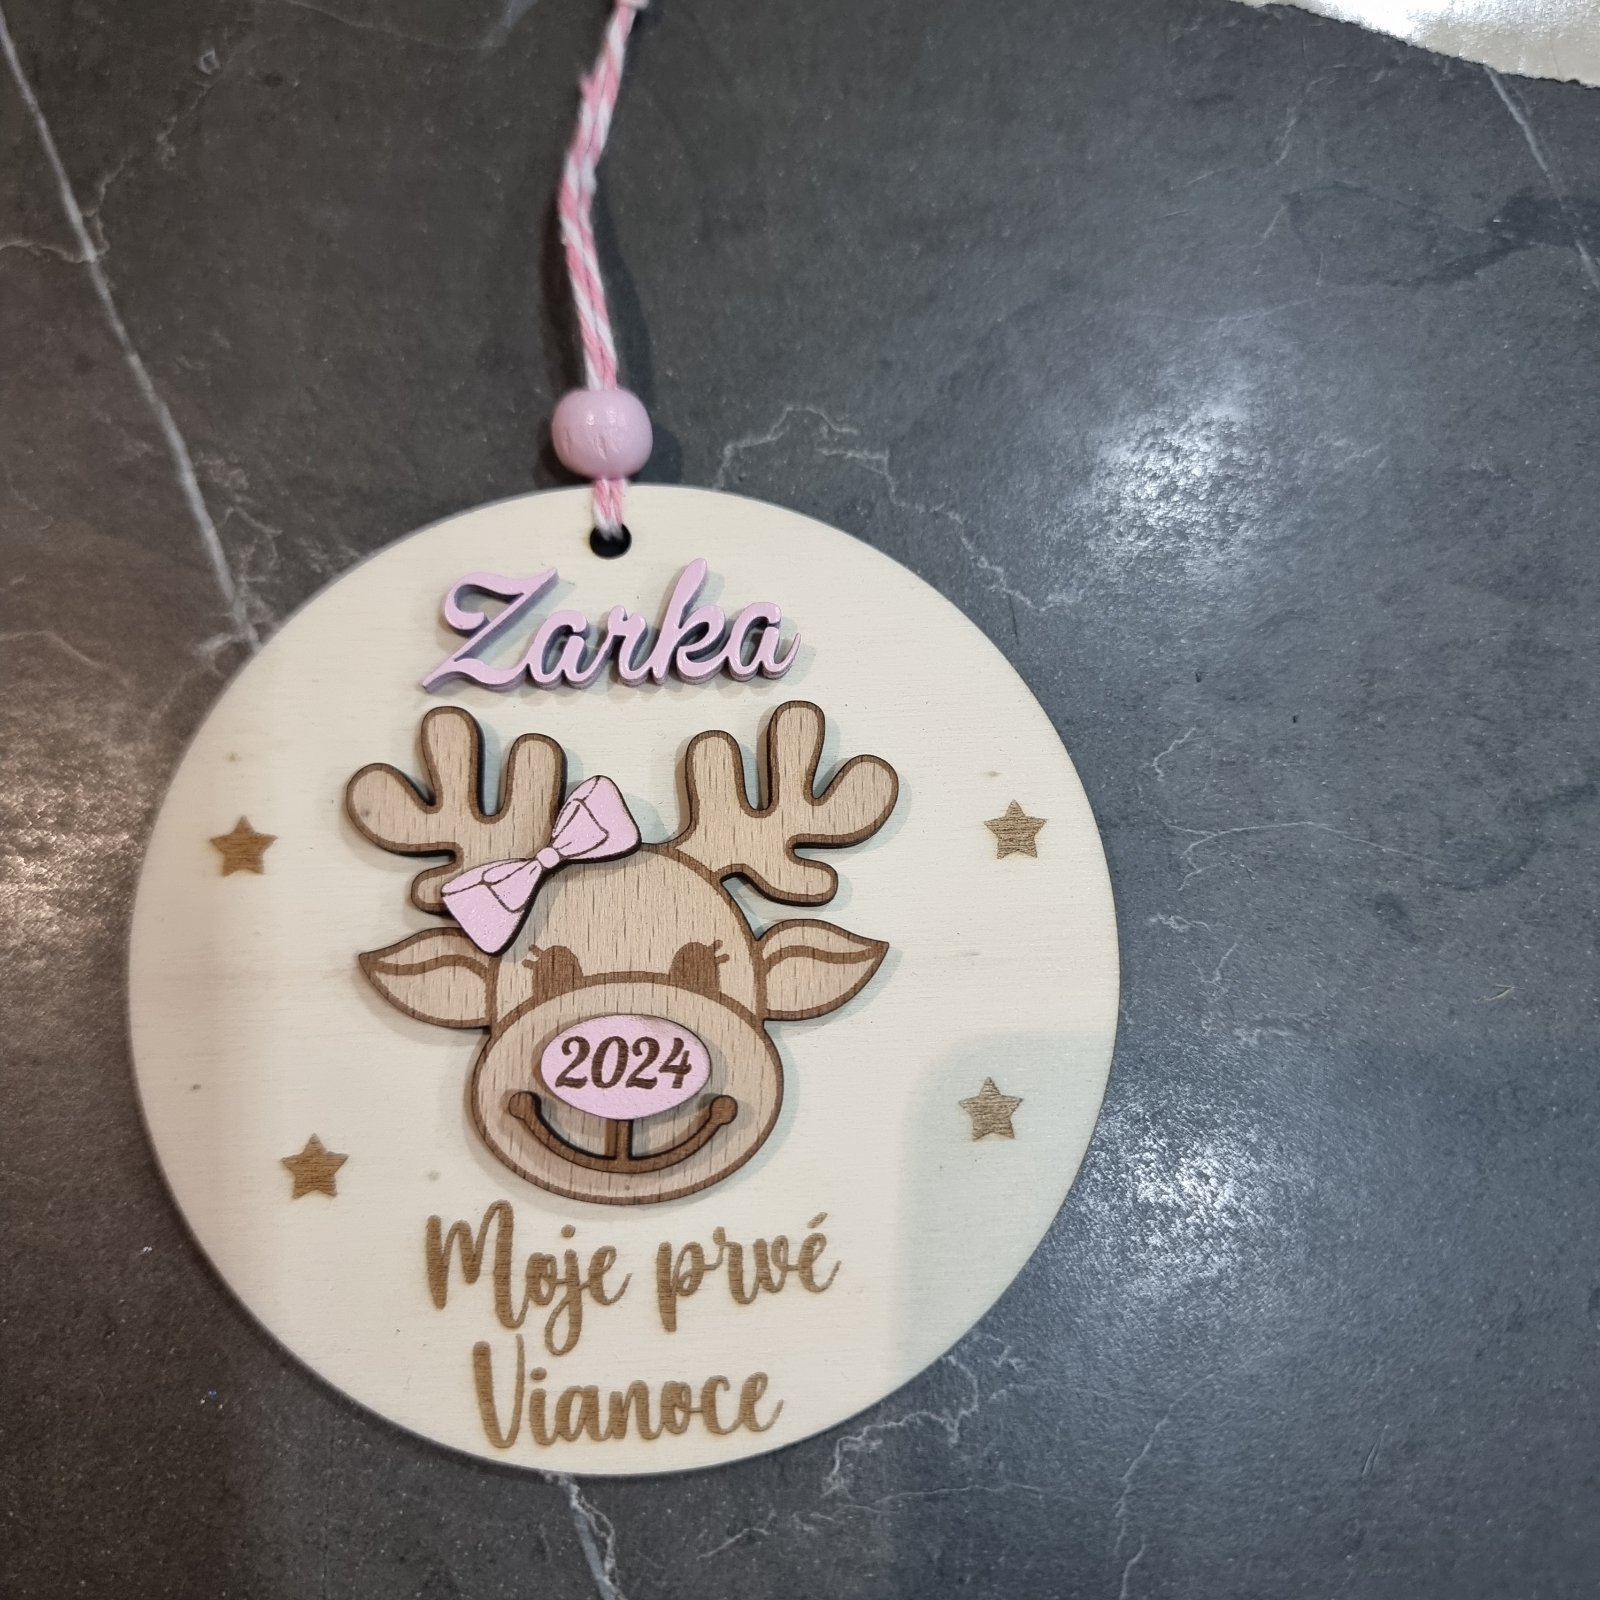 Zarka
2024
Moje prvé
Vianoce